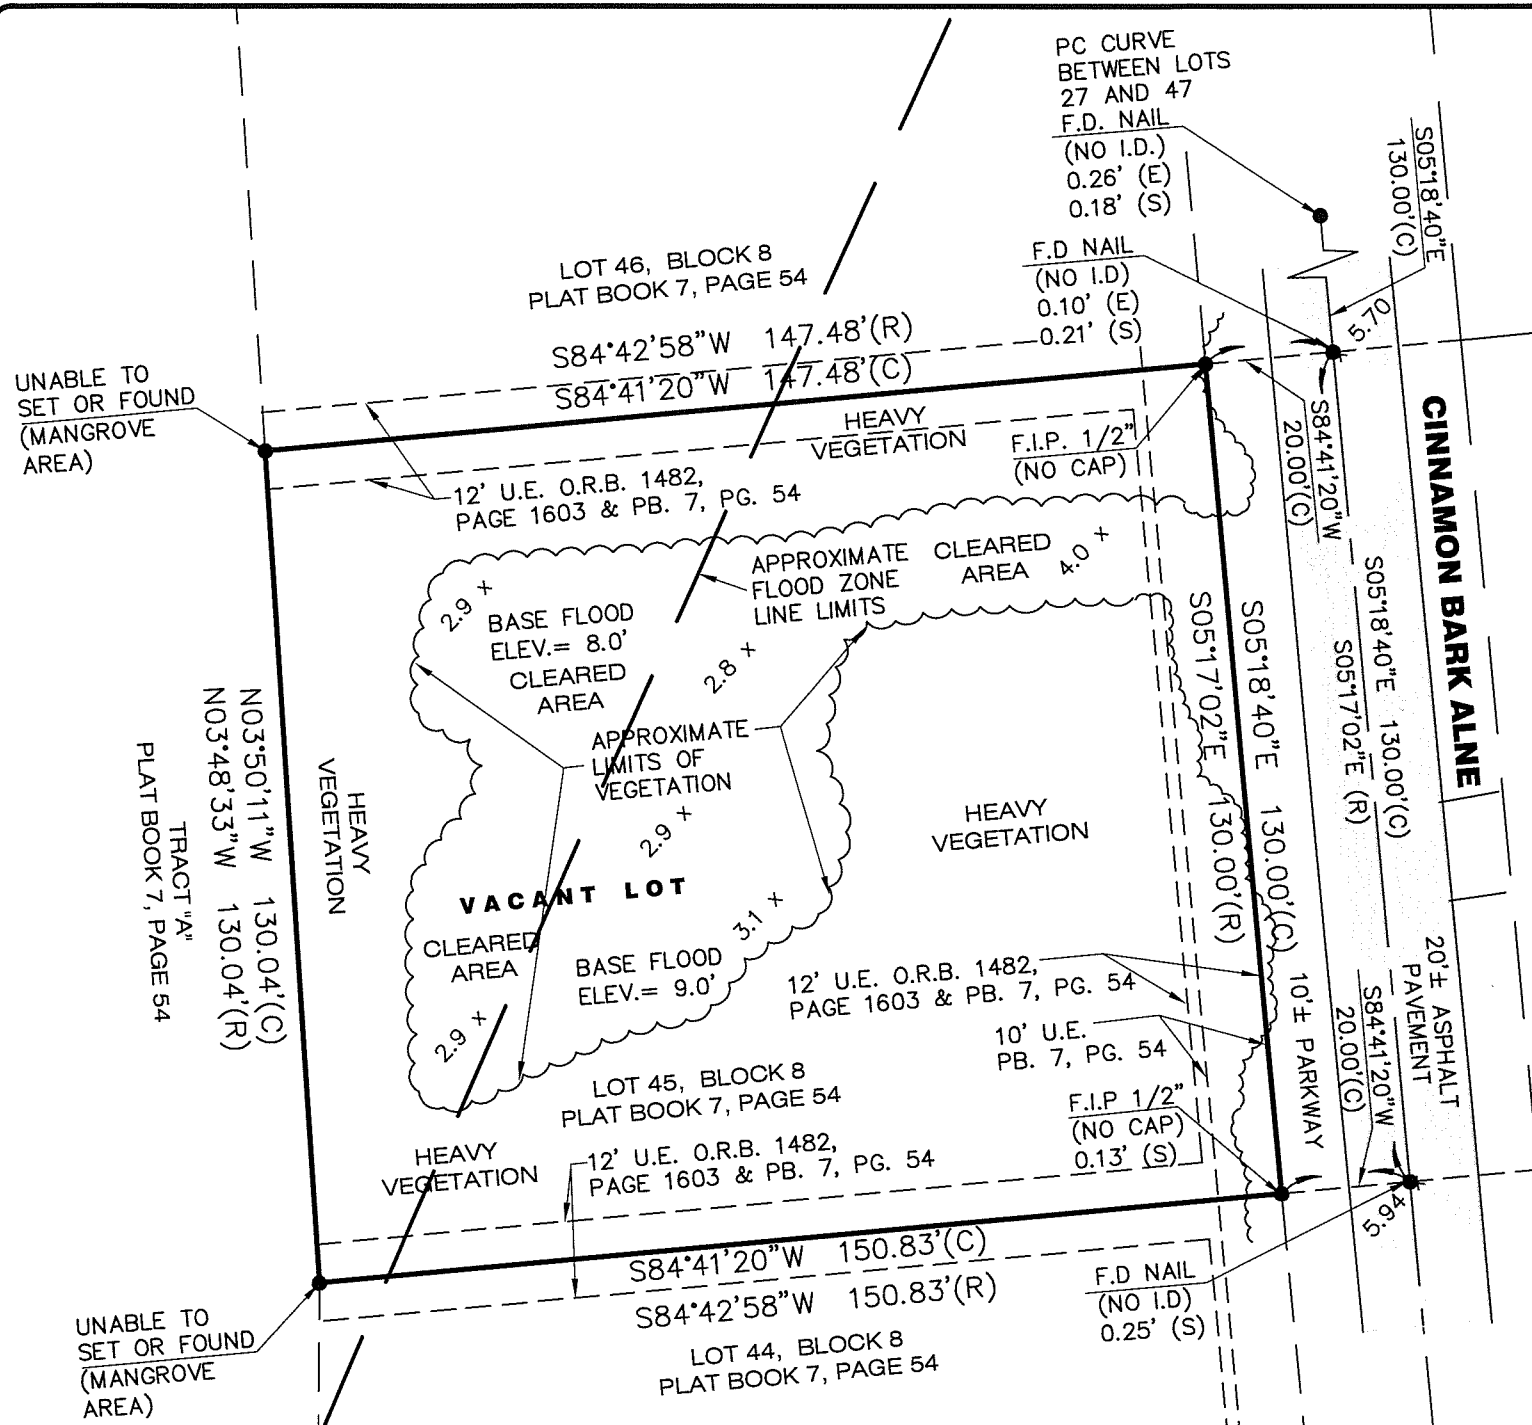 PC CURVE
BETWEEN LOTS
27 AND 47
F.D. NAIL
(NO I.D.)
0.26' (E)
0.18' (S)
S05°18'40"E
130.00'(C)
F.D NAIL
(NO I.D)
0.10' (E)
0.21' (S)
5.70
LOT 46, BLOCK 8
PLAT BOOK 7, PAGE 54
S84°42'58"W 147.48'(R)
S84°41'20"W 147.48'(C)
UNABLE TO
SET OR FOUND
(MANGROVE
AREA)
HEAVY
VEGETATION
F.I.P. 1/2"
(NO CAP)
S84°41'20"W
20.00'(C)
CINNAMON BARK ALNE
12' U.E. O.R.B. 1482,
PAGE 1603 & PB. 7, PG. 54
APPROXIMATE
FLOOD ZONE
LINE LIMITS
CLEARED
AREA
4.0 +
2.9 +
BASE FLOOD
ELEV.= 8.0'
CLEARED
AREA
2.8 +
S05°17'02"E 130.00'(R)
S05°18'40"E 130.00'(C)
S05°18'40"E 130.00'(C)
S05°17'02"E (R)
N03°50'11"W 130.04'(C)
N03°48'33"W 130.04'(R)
TRACT "A"
PLAT BOOK 7, PAGE 54
HEAVY
VEGETATION
APPROXIMATE
LIMITS OF
VEGETATION
2.9 +
HEAVY
VEGETATION
VACANT LOT
3.1 +
CLEARED
AREA
BASE FLOOD
ELEV.= 9.0'
2.9 +
12' U.E. O.R.B. 1482,
PAGE 1603 & PB. 7, PG. 54
10' U.E.
PB. 7, PG. 54
10'± PARKWAY
S84°41'20"W
20.00'(C)
20'± ASPHALT
PAVEMENT
LOT 45, BLOCK 8
PLAT BOOK 7, PAGE 54
F.I.P 1/2"
(NO CAP)
0.13' (S)
HEAVY
VEGETATION
12' U.E. O.R.B. 1482,
PAGE 1603 & PB. 7, PG. 54
5.94
S84°41'20"W 150.83'(C)
S84°42'58"W 150.83'(R)
F.D NAIL
(NO I.D)
0.25' (S)
UNABLE TO
SET OR FOUND
(MANGROVE
AREA)
LOT 44, BLOCK 8
PLAT BOOK 7, PAGE 54